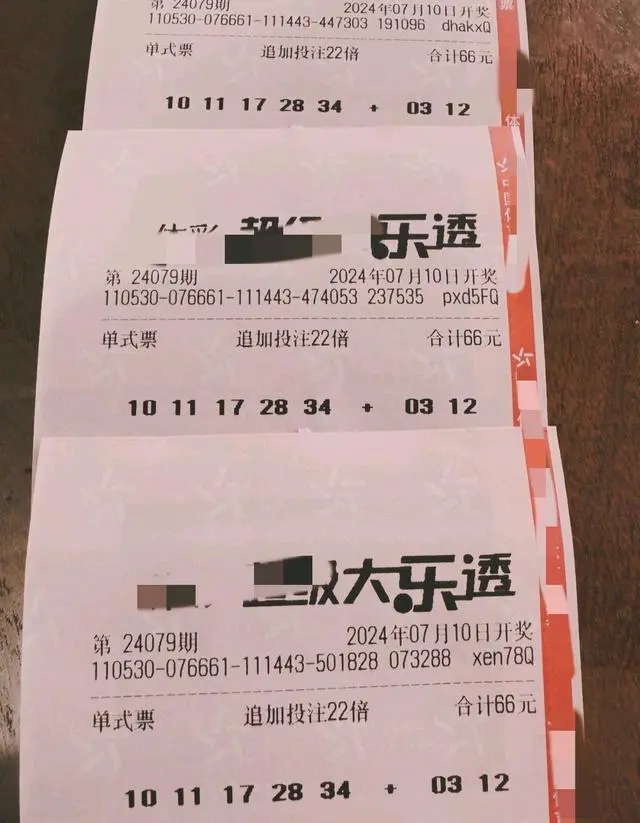 第 24079期 2024年07月10日开奖
110530-076661-111443-447303 191096 dhakxQ
单式票 追加投注22倍 合计66元
10 11 17 28 34 + 03 12
体
体彩 乐透
中国体
第 24079期 2024年07月10日开奖
110530-076661-111443-474053 237535 pxd5FQ
单式票 追加投注22倍 合计66元
10 11 17 28 34 + 03 12
级大乐透
第 24079期 2024年07月10日开奖
110530-076661-111443-501828 073288 xen78Q
单式票 追加投注22倍 合计66元
10 11 17 28 34 + 03 12